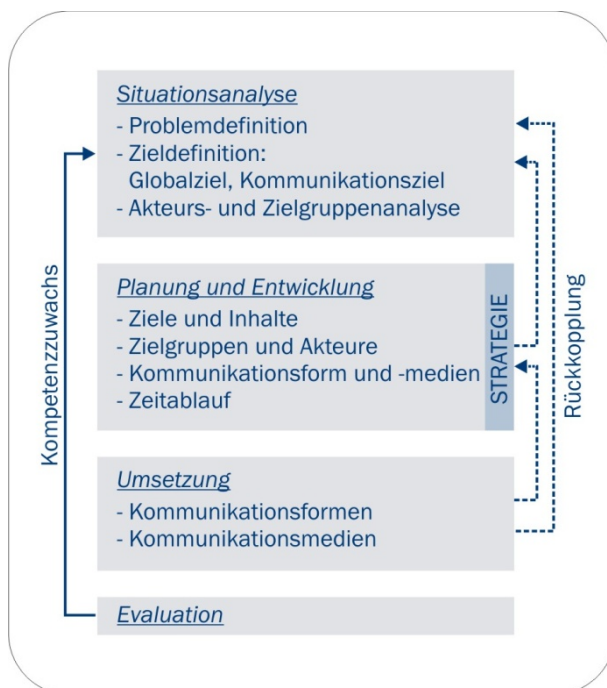 Situationsanalyse
- Problemdefinition
- Zieldefinition:
Globalziel, Kommunikationsziel
- Akteurs- und Zielgruppenanalyse
Planung und Entwicklung
- Ziele und Inhalte
- Zielgruppen und Akteure
- Kommunikationsform und -medien
- Zeitablauf
STRATEGIE
Umsetzung
- Kommunikationsformen
- Kommunikationsmedien
Evaluation
Kompetenzzuwachs
Rückkopplung